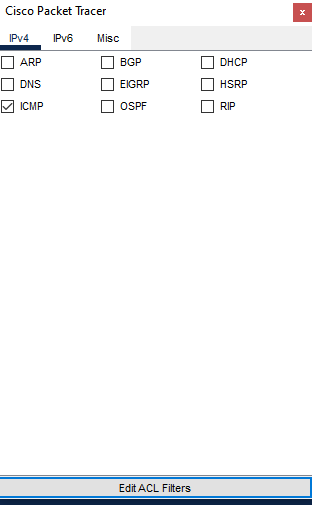 Cisco Packet Tracer
x
IPv4 IPv6 Misc
ARP BGP DHCP
DNS EIGRP HSRP
ICMP OSPF RIP
Edit ACL Filters